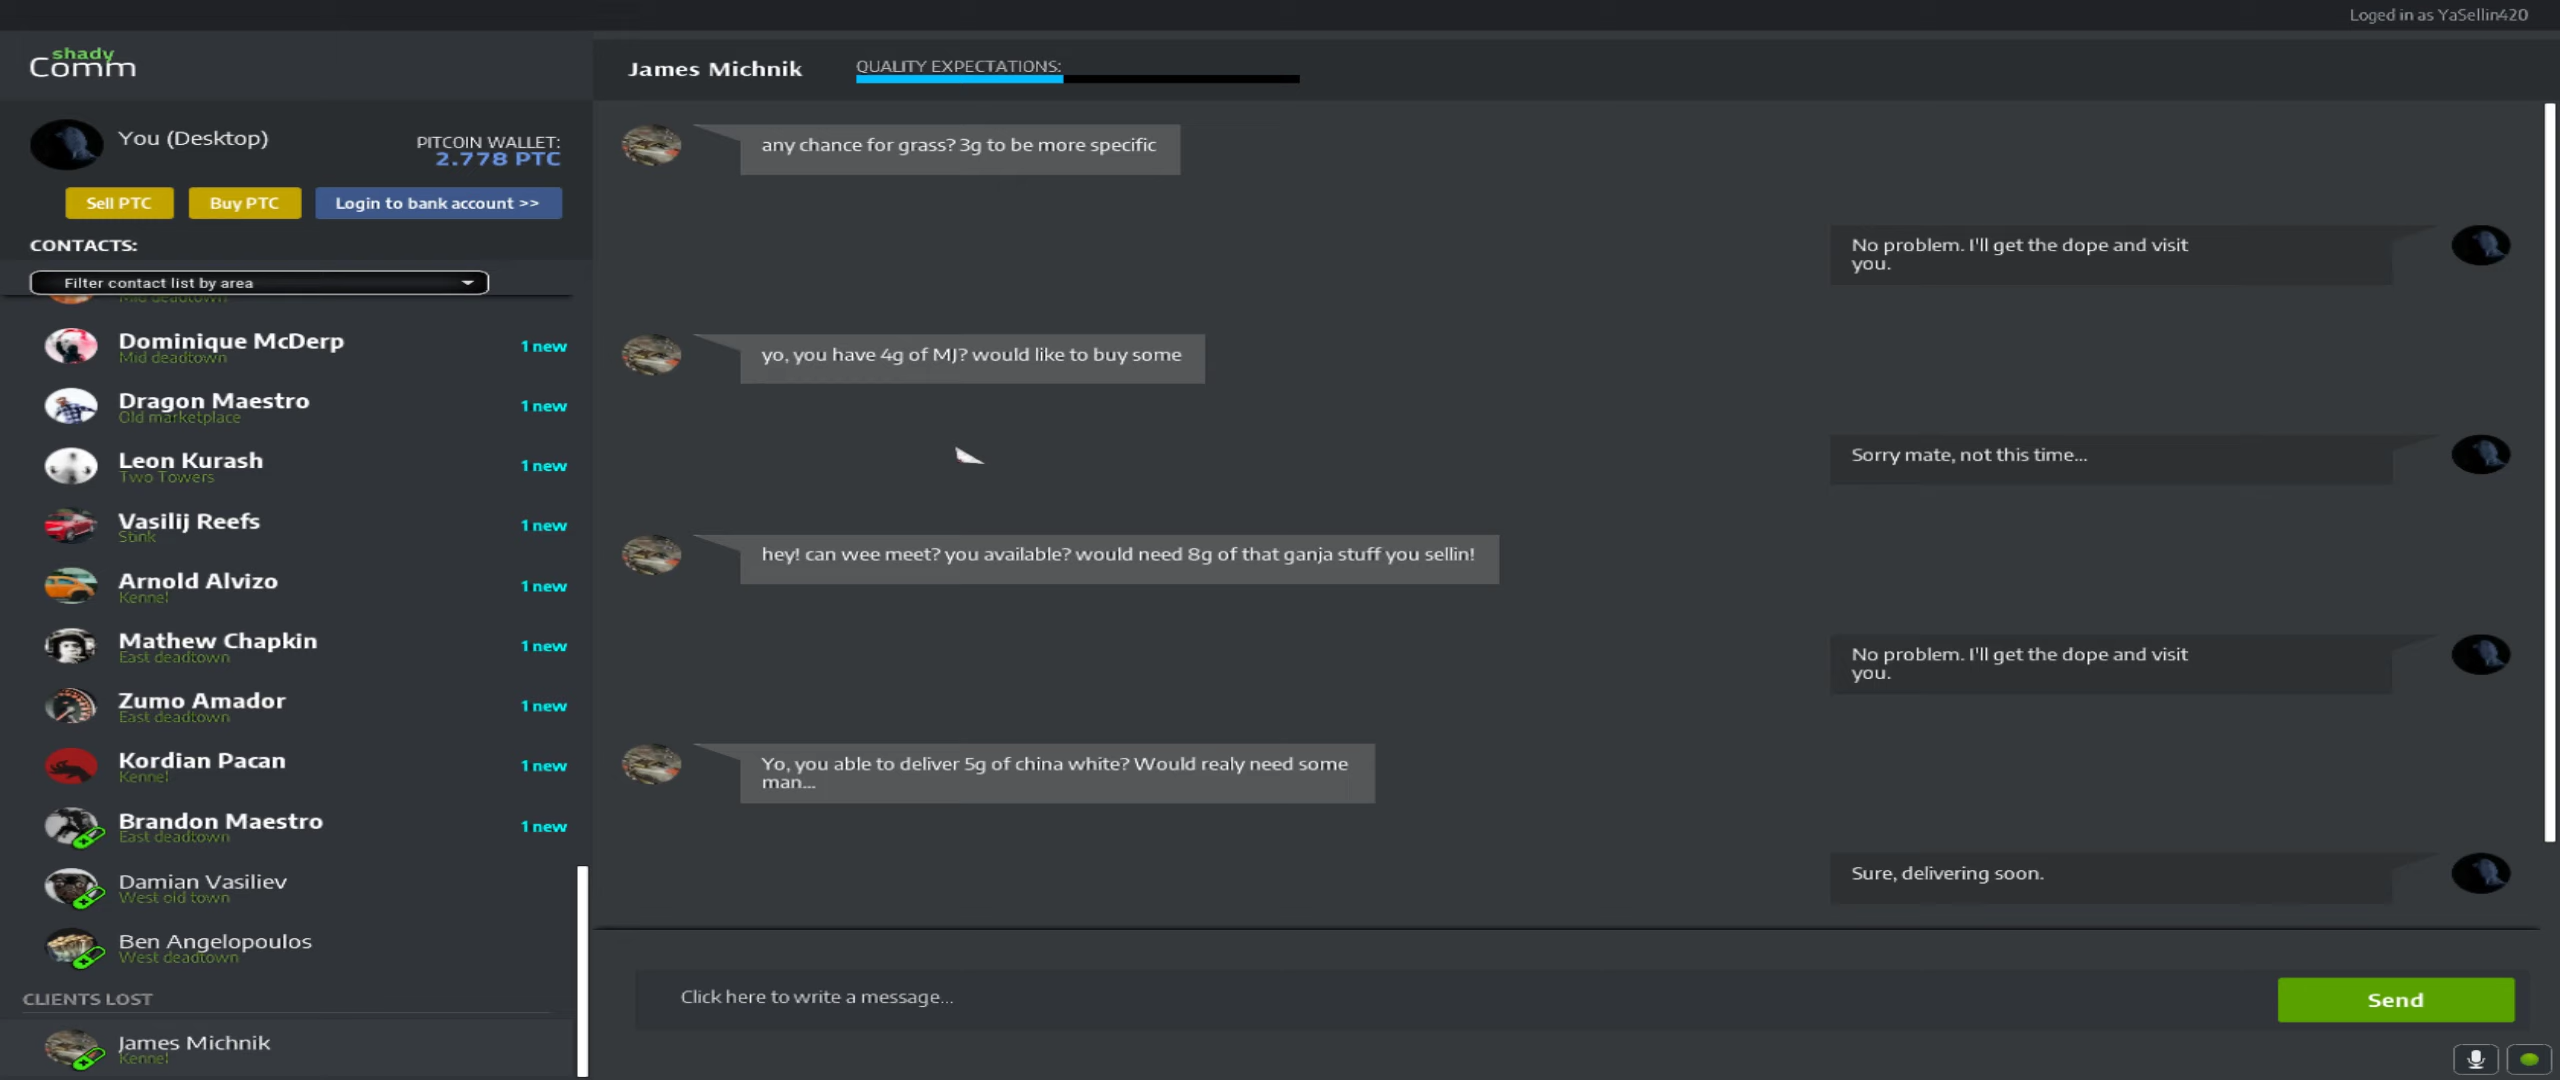 Loged in as YaSellin420
shady
Comm
You (Desktop)
PITCOIN WALLET:
2.778 PTC
Sell PTC
Buy PTC
Login to bank account >>
CONTACTS:
Filter contact list by area
Mid deadtown
Dominique McDerp
1 new
Mid deadtown
Dragon Maestro
1 new
Old marketplace
Leon Kurash
1 new
Two Towers
Vasilij Reefs
1 new
Stink
Arnold Alvizo
1 new
Kennel
Mathew Chapkin
1 new
East deadtown
Zumo Amador
1 new
East deadtown
Kordian Pacan
1 new
Kennel
Brandon Maestro
1 new
East deadtown
Damian Vasiliev
West old town
Ben Angelopoulos
West deadtown
CLIENTS LOST
James Michnik
Kennel
James Michnik
QUALITY EXPECTATIONS:
any chance for grass? 3g to be more specific
No problem. I'll get the dope and visit
you.
yo, you have 4g of MJ? would like to buy some
Sorry mate, not this time...
hey! can wee meet? you available? would need 8g of that ganja stuff you sellin!
No problem. I'll get the dope and visit
you.
Yo, you able to deliver 5g of china white? Would realy need some
man...
Sure, delivering soon.
Click here to write a message...
Send